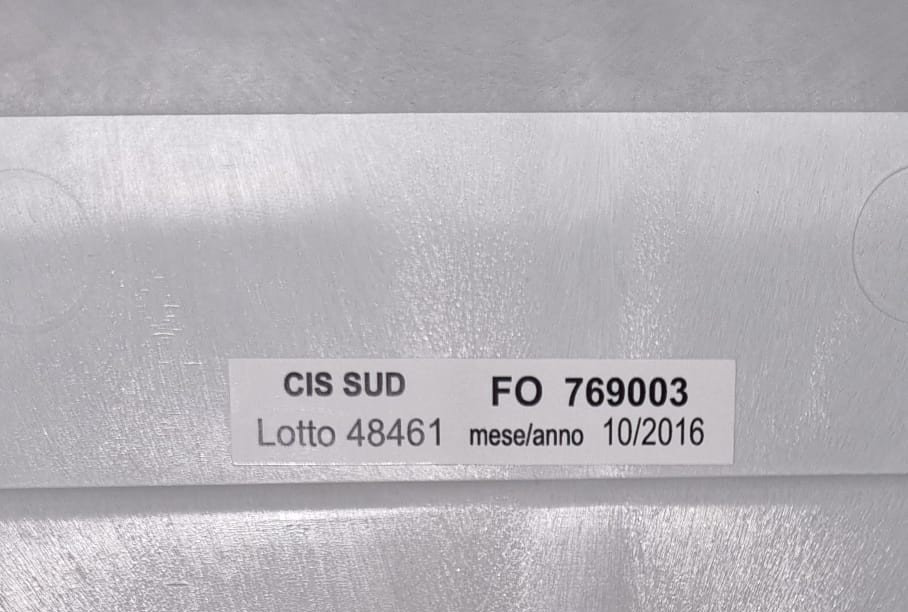 CIS SUD FO 769003
Lotto 48461 mese/anno 10/2016